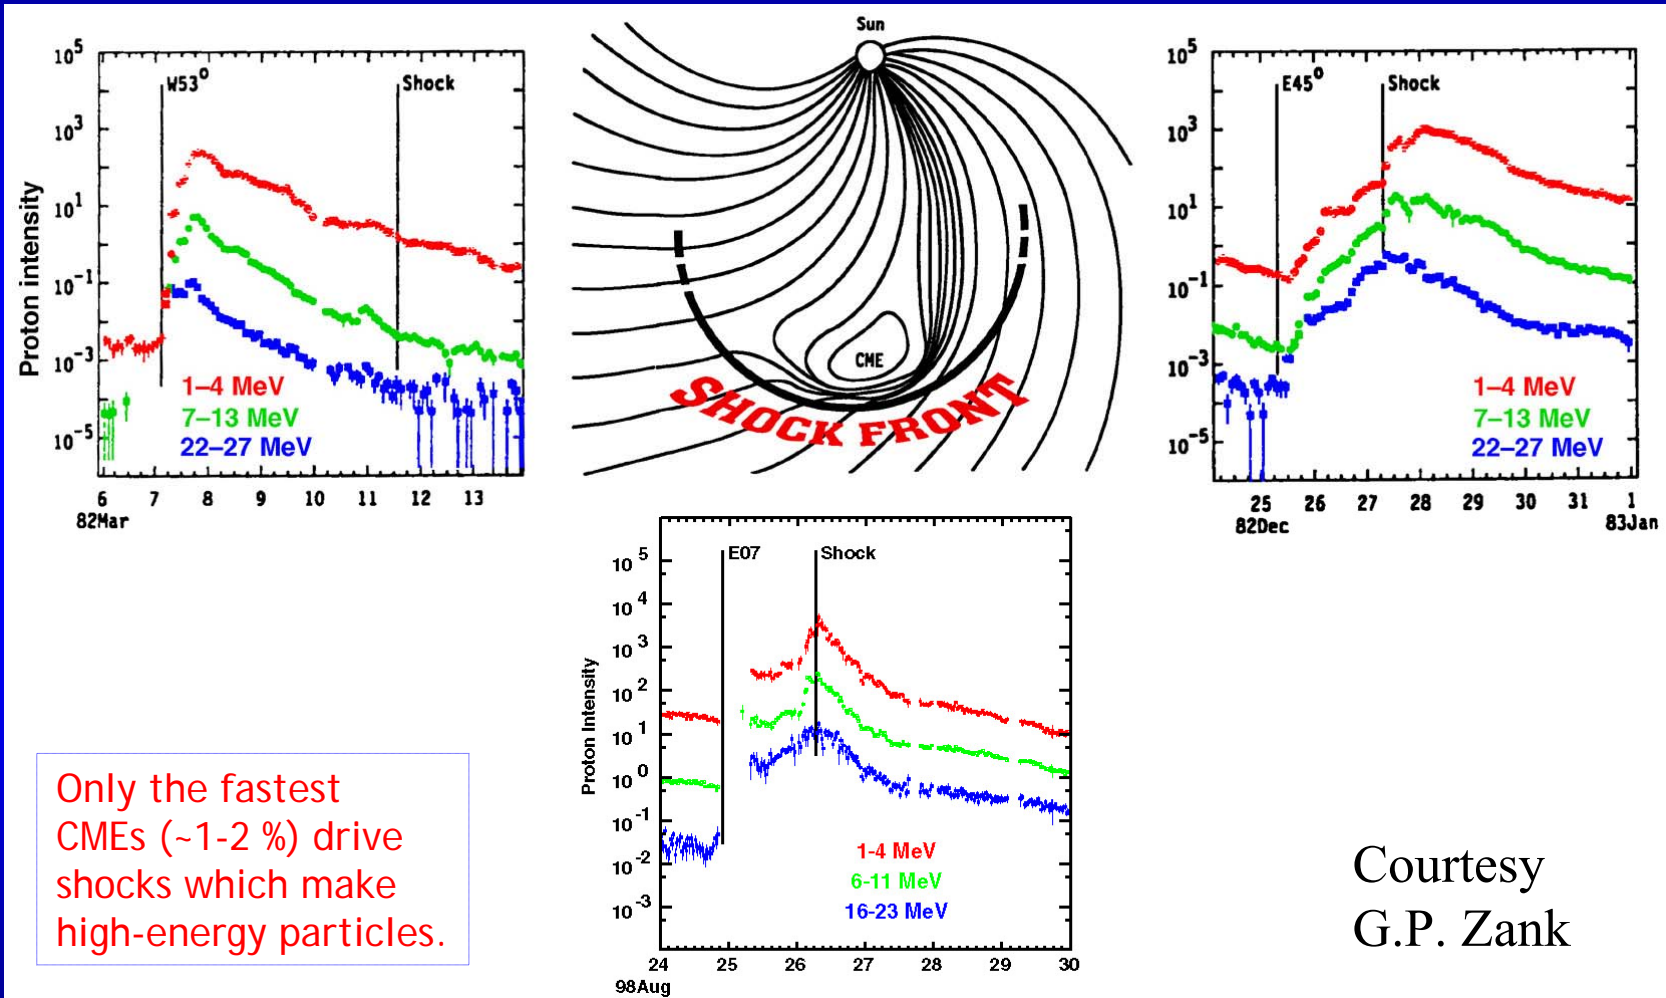 Sun
10^5
10^3
10^1
10^-1
10^-3
10^-5
Proton intensity
W53°
Shock
1–4 MeV
7–13 MeV
22–27 MeV
6 7 8 9 10 11 12 13
82Mar
CME
SHOCK FRONT
10^5
10^3
10^1
10^-1
10^-3
10^-5
E45°
Shock
1–4 MeV
7–13 MeV
22–27 MeV
25 26 27 28 29 30 31 1
82Dec 83Jan
10^5
10^4
10^3
10^2
10^1
10^0
10^-1
10^-2
10^-3
Proton Intensity
E07
Shock
1-4 MeV
6-11 MeV
16-23 MeV
24 25 26 27 28 29 30
98Aug
Only the fastest
CMEs (~1-2 %) drive
shocks which make
high-energy particles.
Courtesy
G.P. Zank